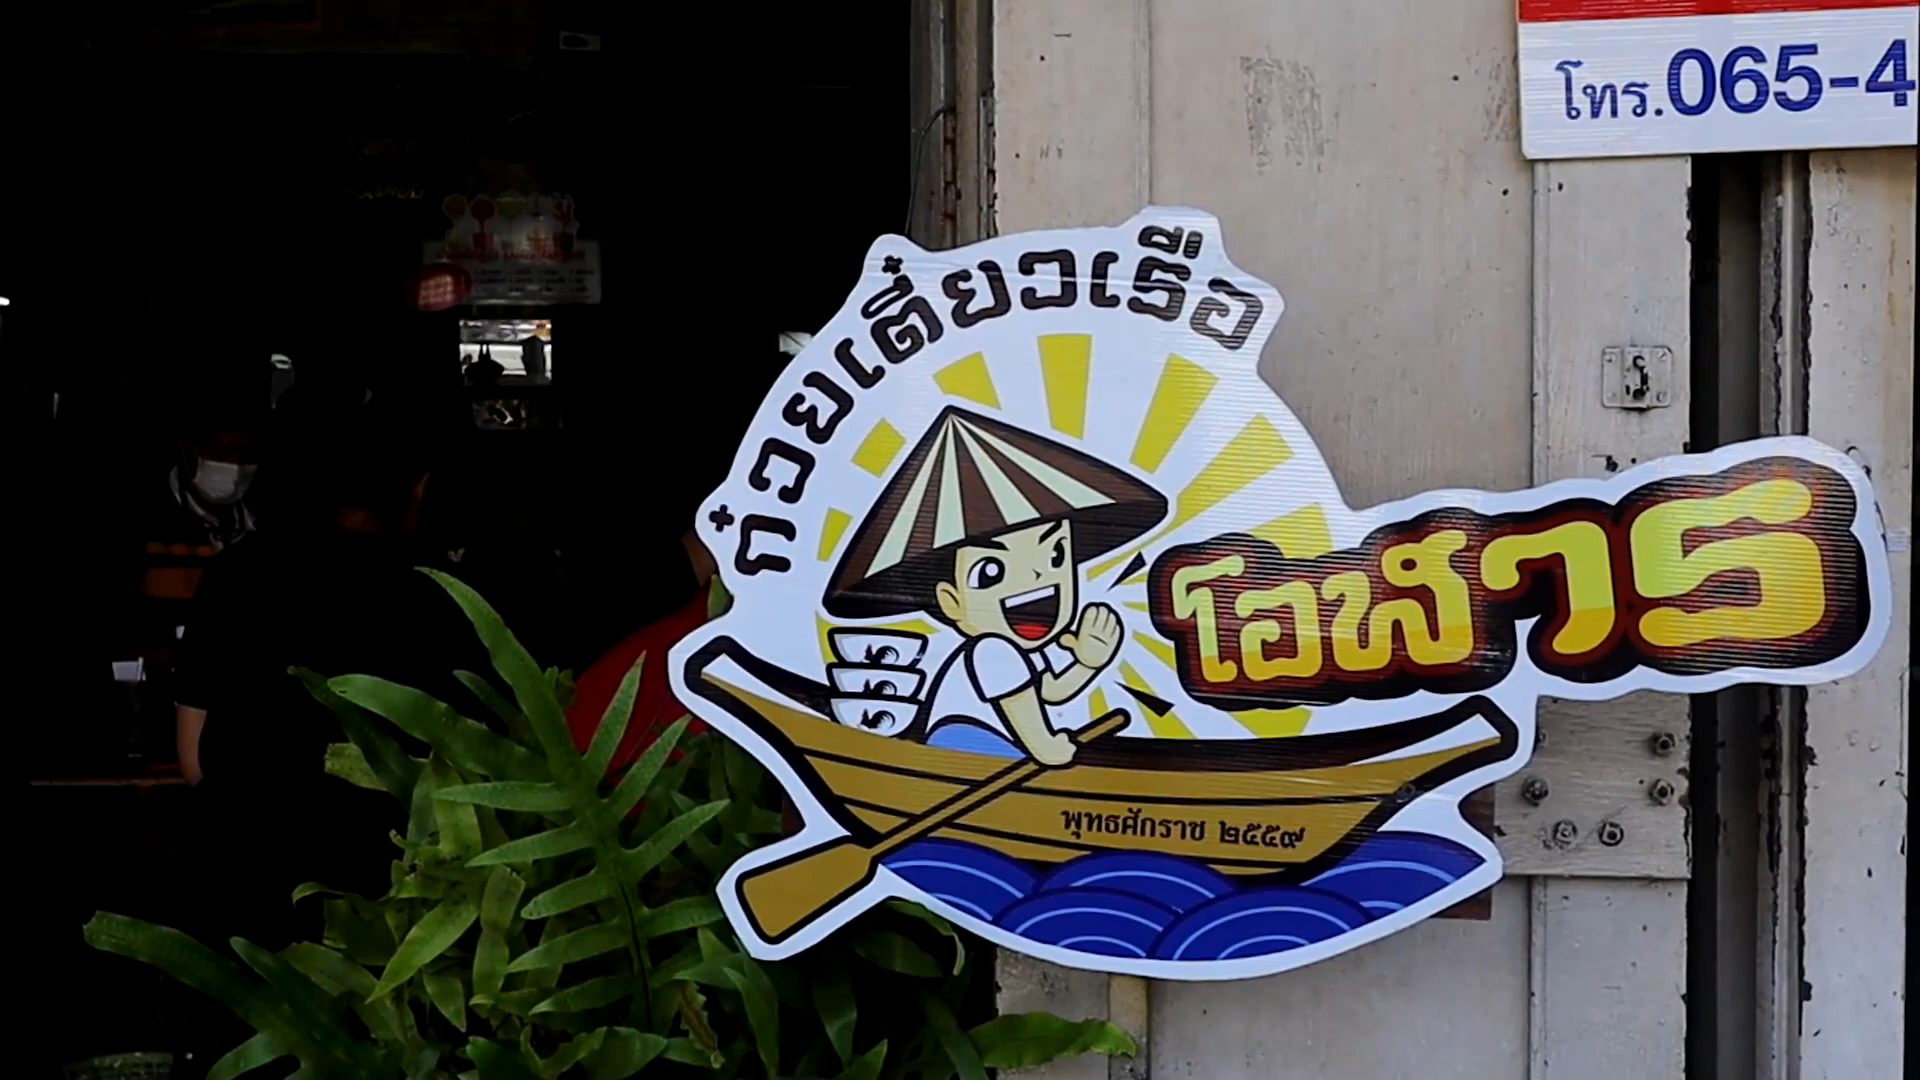 โทร.065-4
ก๋วยเตี๋ยวเรือ
โอฬาร
พุทธศักราช ๒๕๕๙